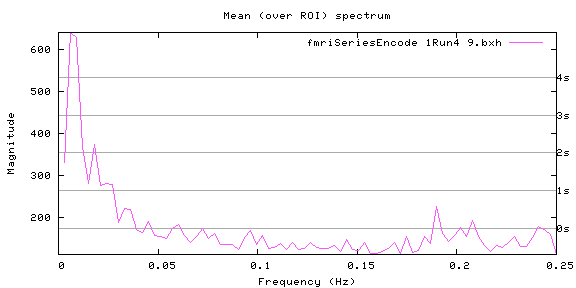 Mean (over ROI) spectrum
fmriSeriesEncode 1Run4 9.bxh
Magnitude
600
500
400
300
200
4s
3s
2s
1s
0s
0
0.05
0.1
0.15
0.2
0.25
Frequency (Hz)